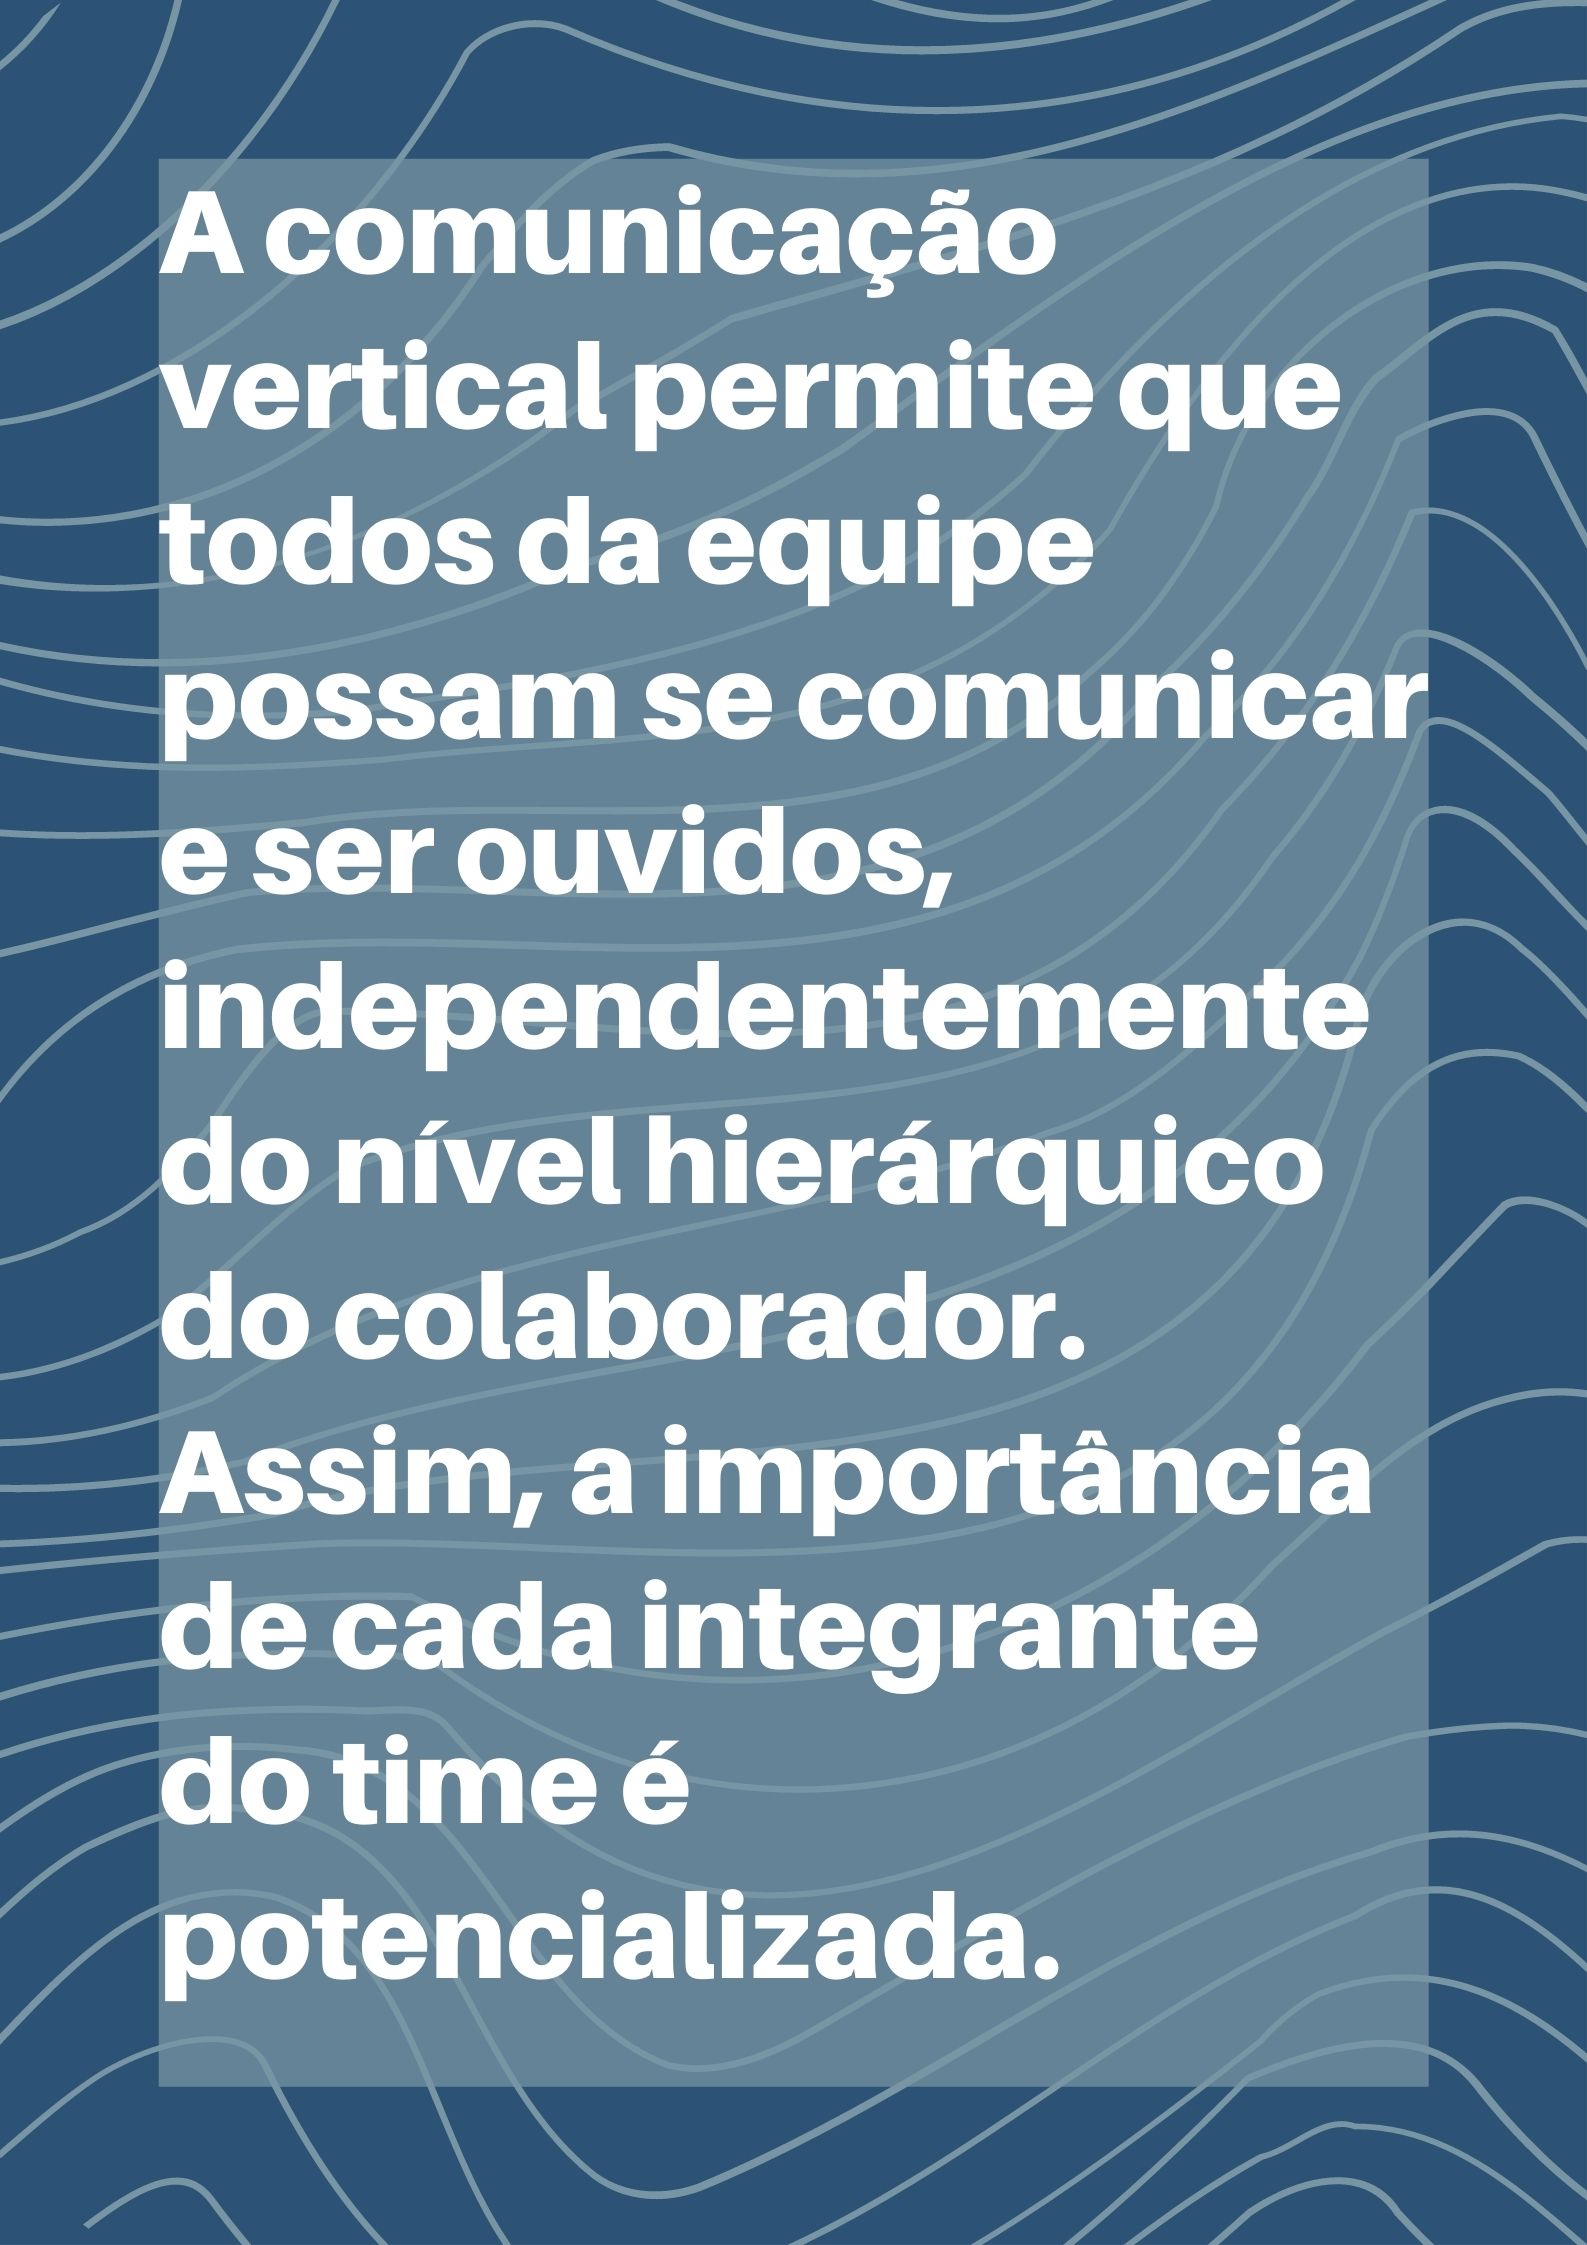 A comunicação
vertical permite que
todos da equipe
possam se comunicar
e ser ouvidos,
independentemente
do nível hierárquico
do colaborador.
Assim, a importância
de cada integrante
do time é
potencializada.